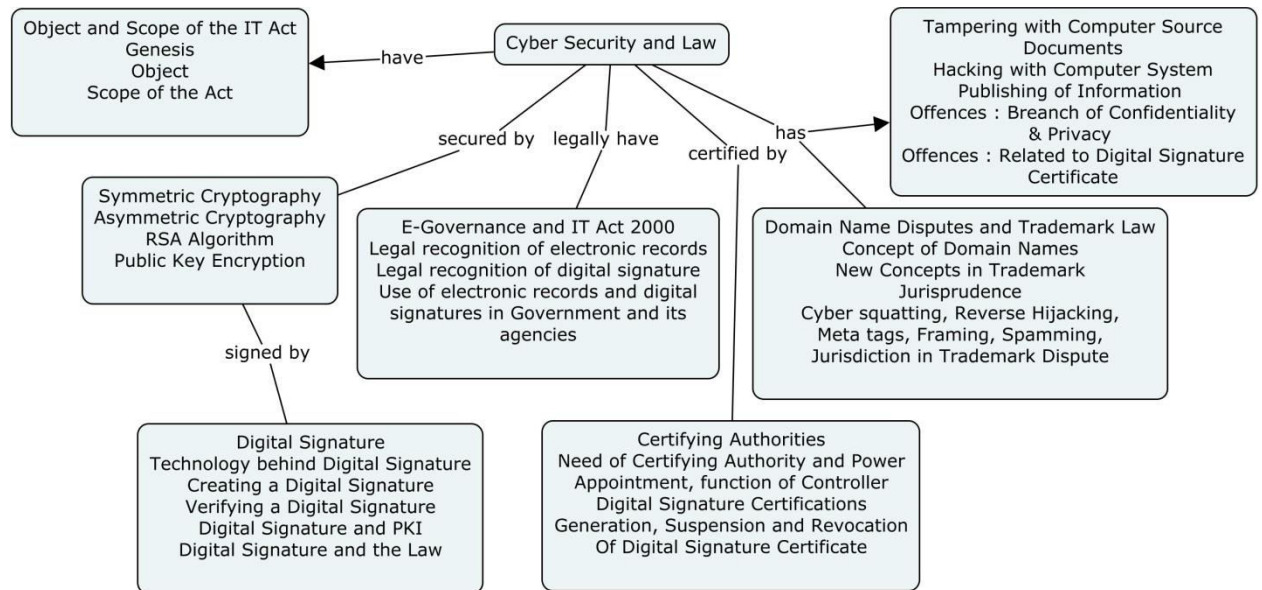 Object and Scope of the IT Act
Genesis
Object
Scope of the Act
have
Cyber Security and Law
Tampering with Computer Source
Documents
Hacking with Computer System
Publishing of Information
Offences : Breanch of Confidentiality
& Privacy
Offences : Related to Digital Signature
Certificate
secured by
legally have
certified by
has
Symmetric Cryptography
Asymmetric Cryptography
RSA Algorithm
Public Key Encryption
E-Governance and IT Act 2000
Legal recognition of electronic records
Legal recognition of digital signature
Use of electronic records and digital
signatures in Government and its
agencies
Domain Name Disputes and Trademark Law
Concept of Domain Names
New Concepts in Trademark
Jurisprudence
Cyber squatting, Reverse Hijacking,
Meta tags, Framing, Spamming,
Jurisdiction in Trademark Dispute
signed by
Digital Signature
Technology behind Digital Signature
Creating a Digital Signature
Verifying a Digital Signature
Digital Signature and PKI
Digital Signature and the Law
Certifying Authorities
Need of Certifying Authority and Power
Appointment, function of Controller
Digital Signature Certifications
Generation, Suspension and Revocation
Of Digital Signature Certificate